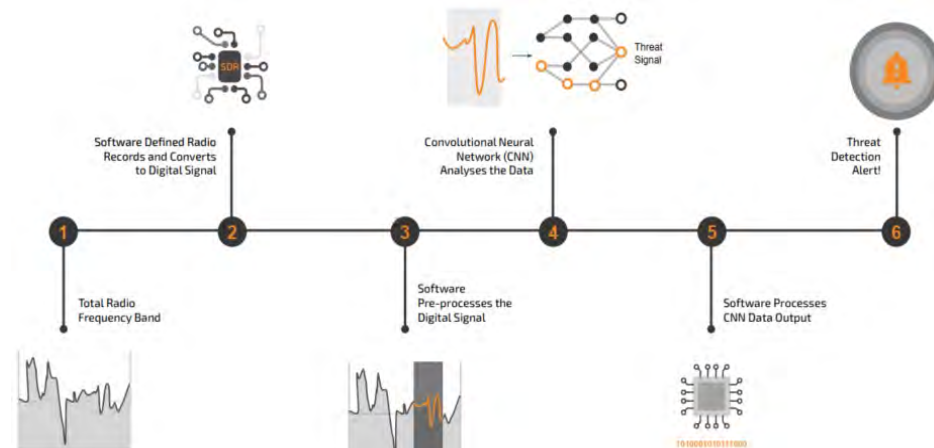 SDR
Threat
Signal
Software Defined Radio
Records and Converts
to Digital Signal
Convolutional Neural
Network (CNN)
Analyses the Data
Threat
Detection
Alert!
1
2
3
4
5
6
Total Radio
Frequency Band
Software
Pre-processes the
Digital Signal
Software Processes
CNN Data Output